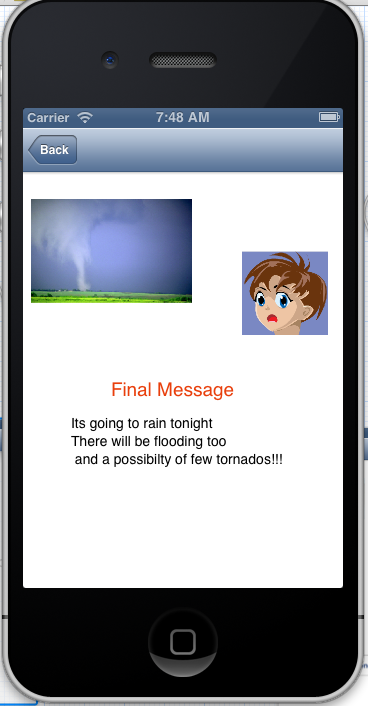 Carrier 7:48 AM
Back
Final Message
Its going to rain tonight
There will be flooding too
and a possibilty of few tornados!!!